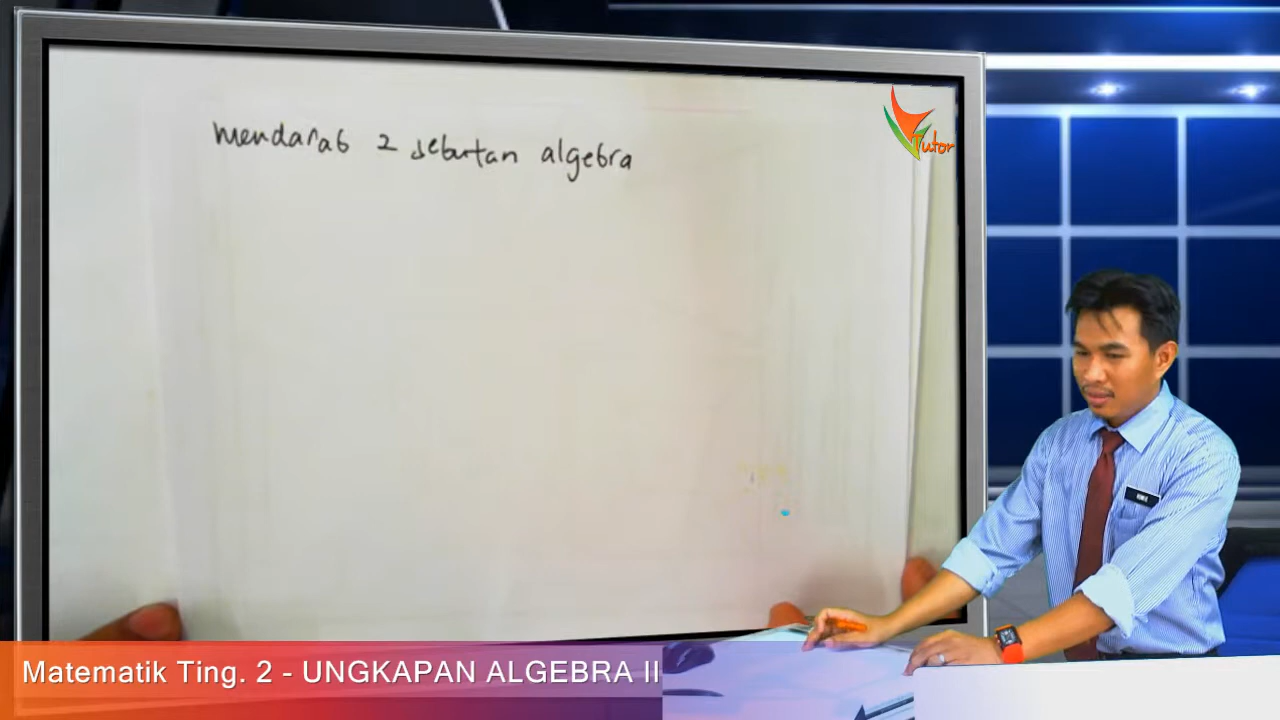 mendarab 2 sebutan algebra
Tutor
Matematik Ting. 2 - UNGKAPAN ALGEBRA II